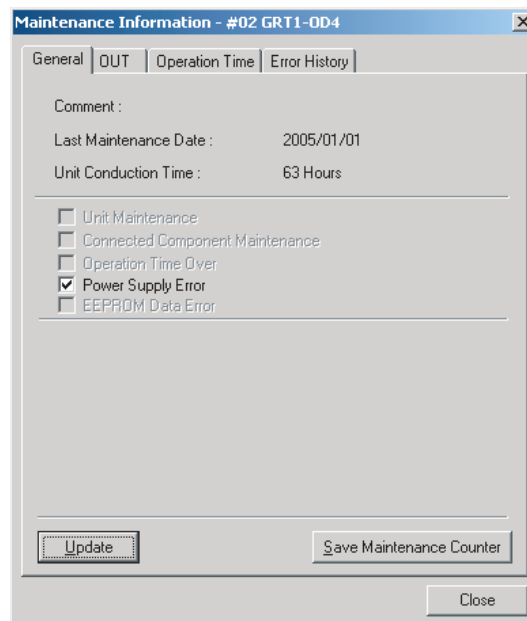 Maintenance Information - #02 GRT1-OD4
General OUT Operation Time Error History
Comment :
Last Maintenance Date : 2005/01/01
Unit Conduction Time : 63 Hours
Unit Maintenance
Connected Component Maintenance
Operation Time Over
Power Supply Error
EEPROM Data Error
Update Save Maintenance Counter
Close